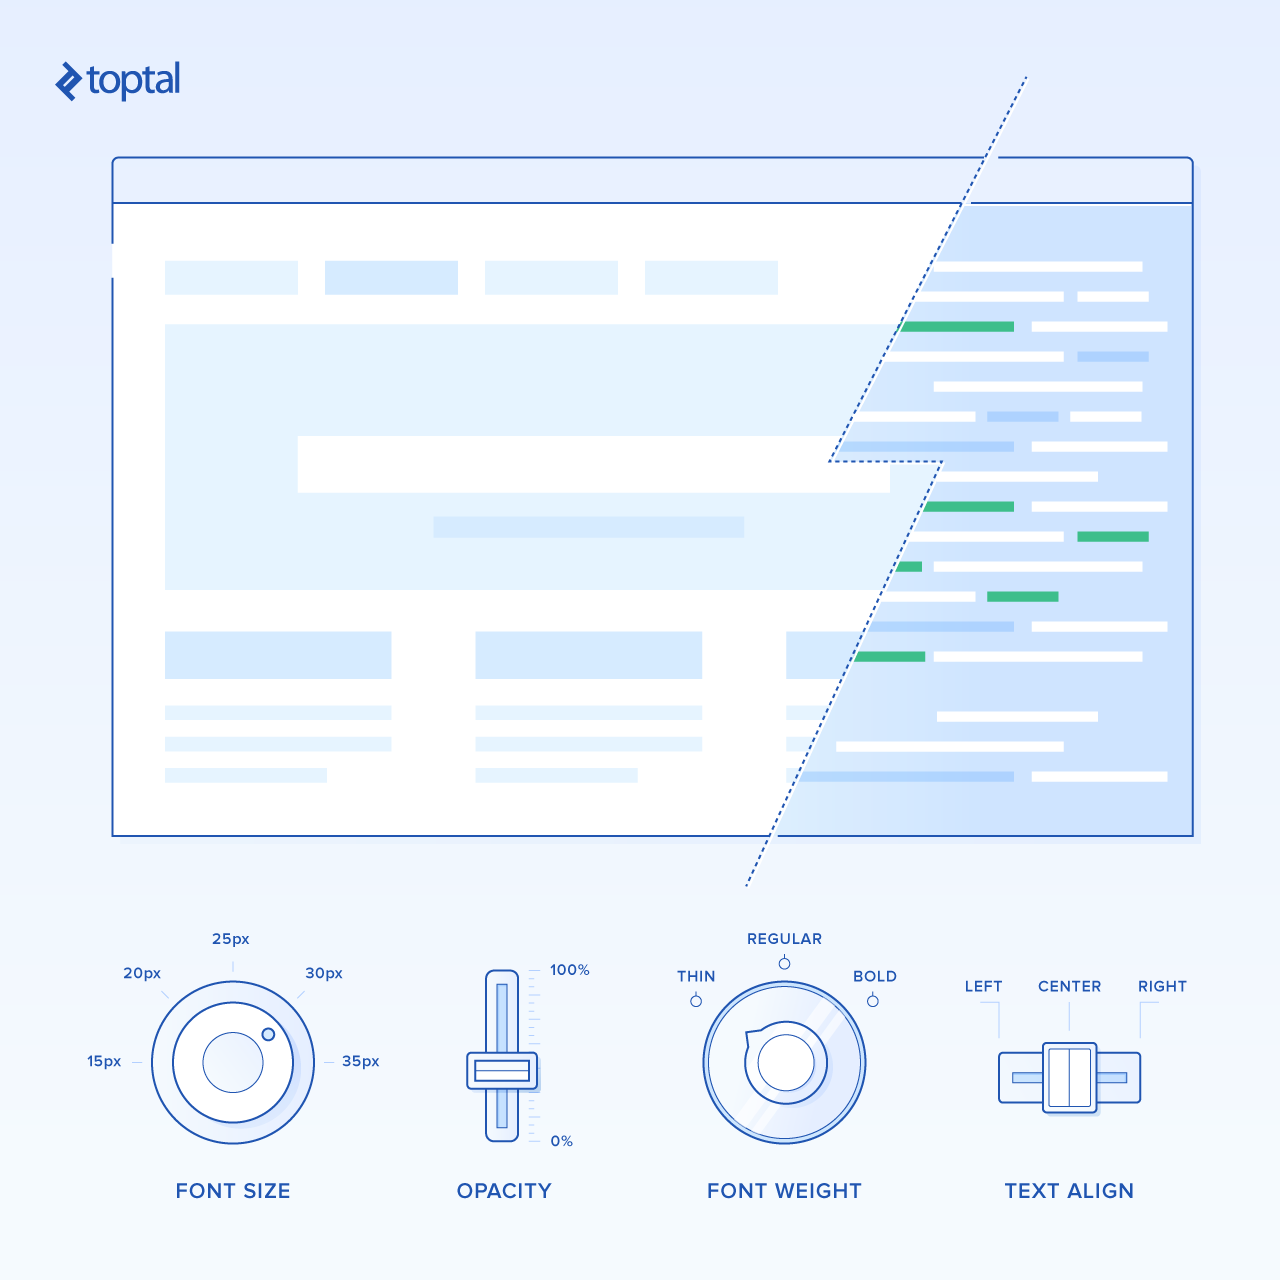 toptal
25px
20px
30px
15px
35px
FONT SIZE
100%
0%
OPACITY
REGULAR
THIN
BOLD
FONT WEIGHT
LEFT
CENTER
RIGHT
TEXT ALIGN